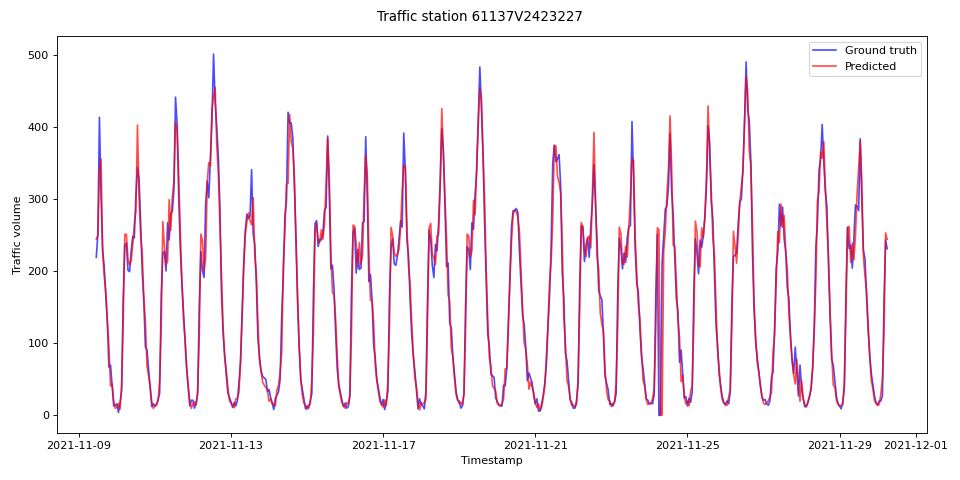 Traffic station 61137V2423227
Ground truth
Predicted
Traffic volume
500
400
300
200
100
0
2021-11-09
2021-11-13
2021-11-17
2021-11-21
2021-11-25
2021-11-29
2021-12-01
Timestamp